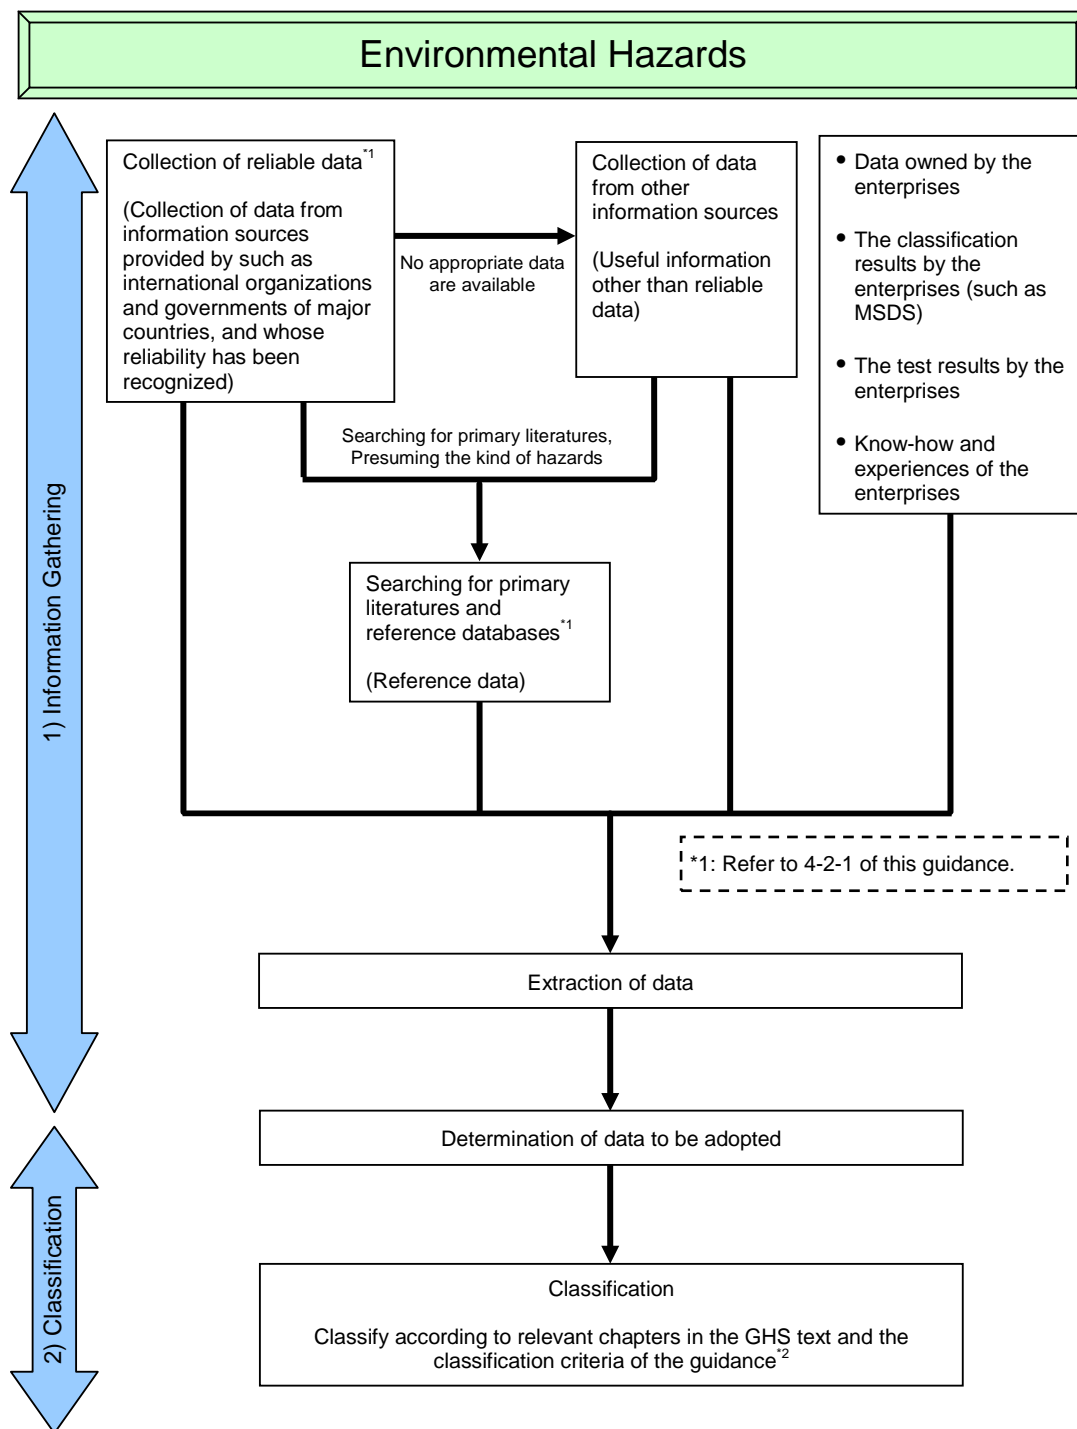 Environmental Hazards
Collection of reliable data*1
(Collection of data from
information sources
provided by such as
international organizations
and governments of major
countries, and whose
reliability has been
recognized)
No appropriate data
are available
Collection of data
from other
information sources
(Useful information
other than reliable
data)
• Data owned by the
enterprises
• The classification
results by the
enterprises (such as
MSDS)
• The test results by the
enterprises
• Know-how and
experiences of the
enterprises
Searching for primary literatures,
Presuming the kind of hazards
Searching for primary
literatures and
reference databases*1
(Reference data)
1) Information Gathering
*1: Refer to 4-2-1 of this guidance.
Extraction of data
Determination of data to be adopted
2) Classification
Classification
Classify according to relevant chapters in the GHS text and the
classification criteria of the guidance*2